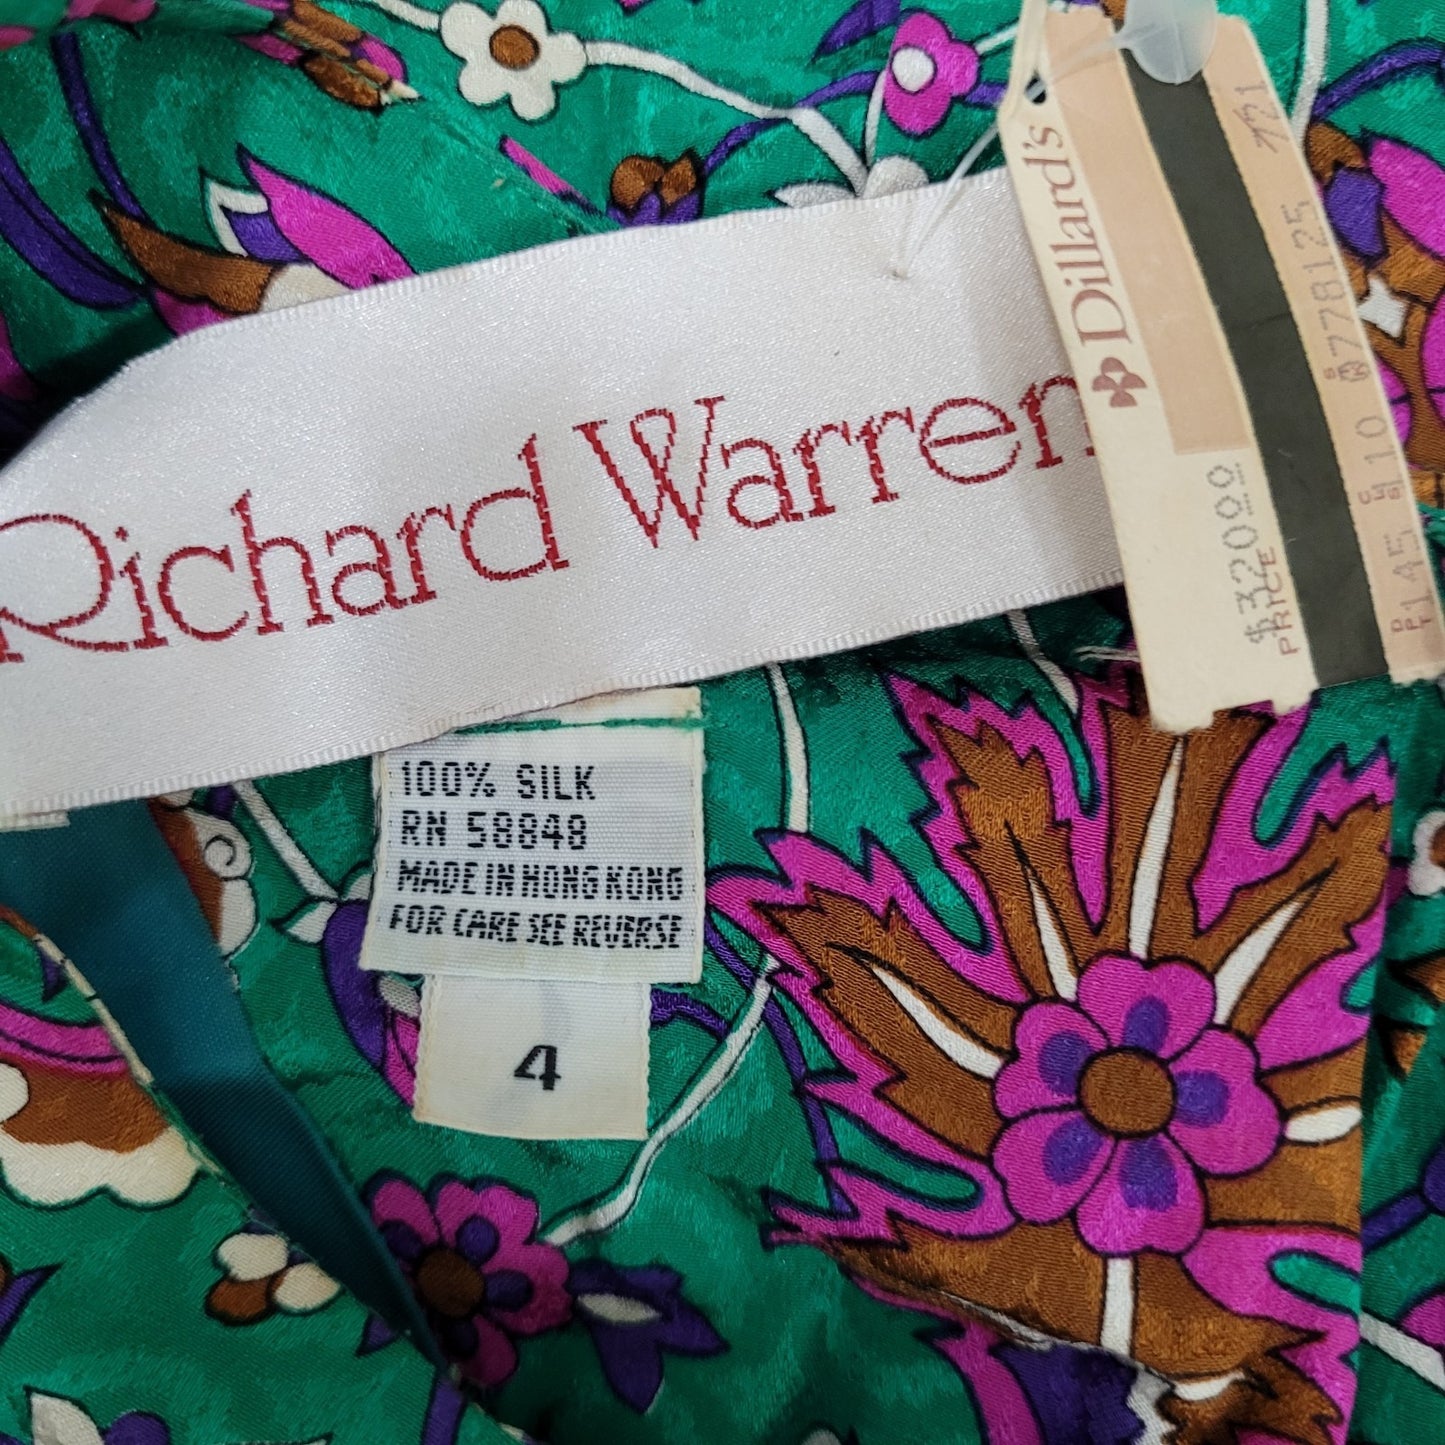 Richard Warren
100% SILK
RN 58848
MADE IN HONG KONG
FOR CARE SEE REVERSE
4
Dillard's
$320.00
PRICE